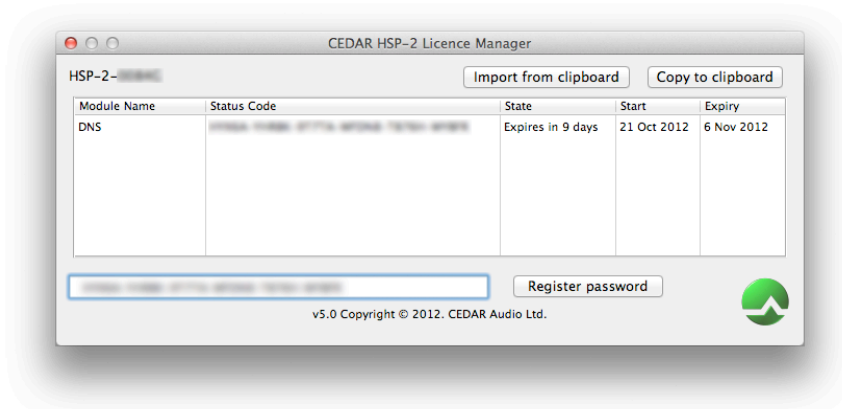 CEDAR HSP-2 Licence Manager
HSP-2-
Import from clipboard Copy to clipboard
Module Name Status Code State Start Expiry
DNS Expires in 9 days 21 Oct 2012 6 Nov 2012
Register password
v5.0 Copyright © 2012. CEDAR Audio Ltd.